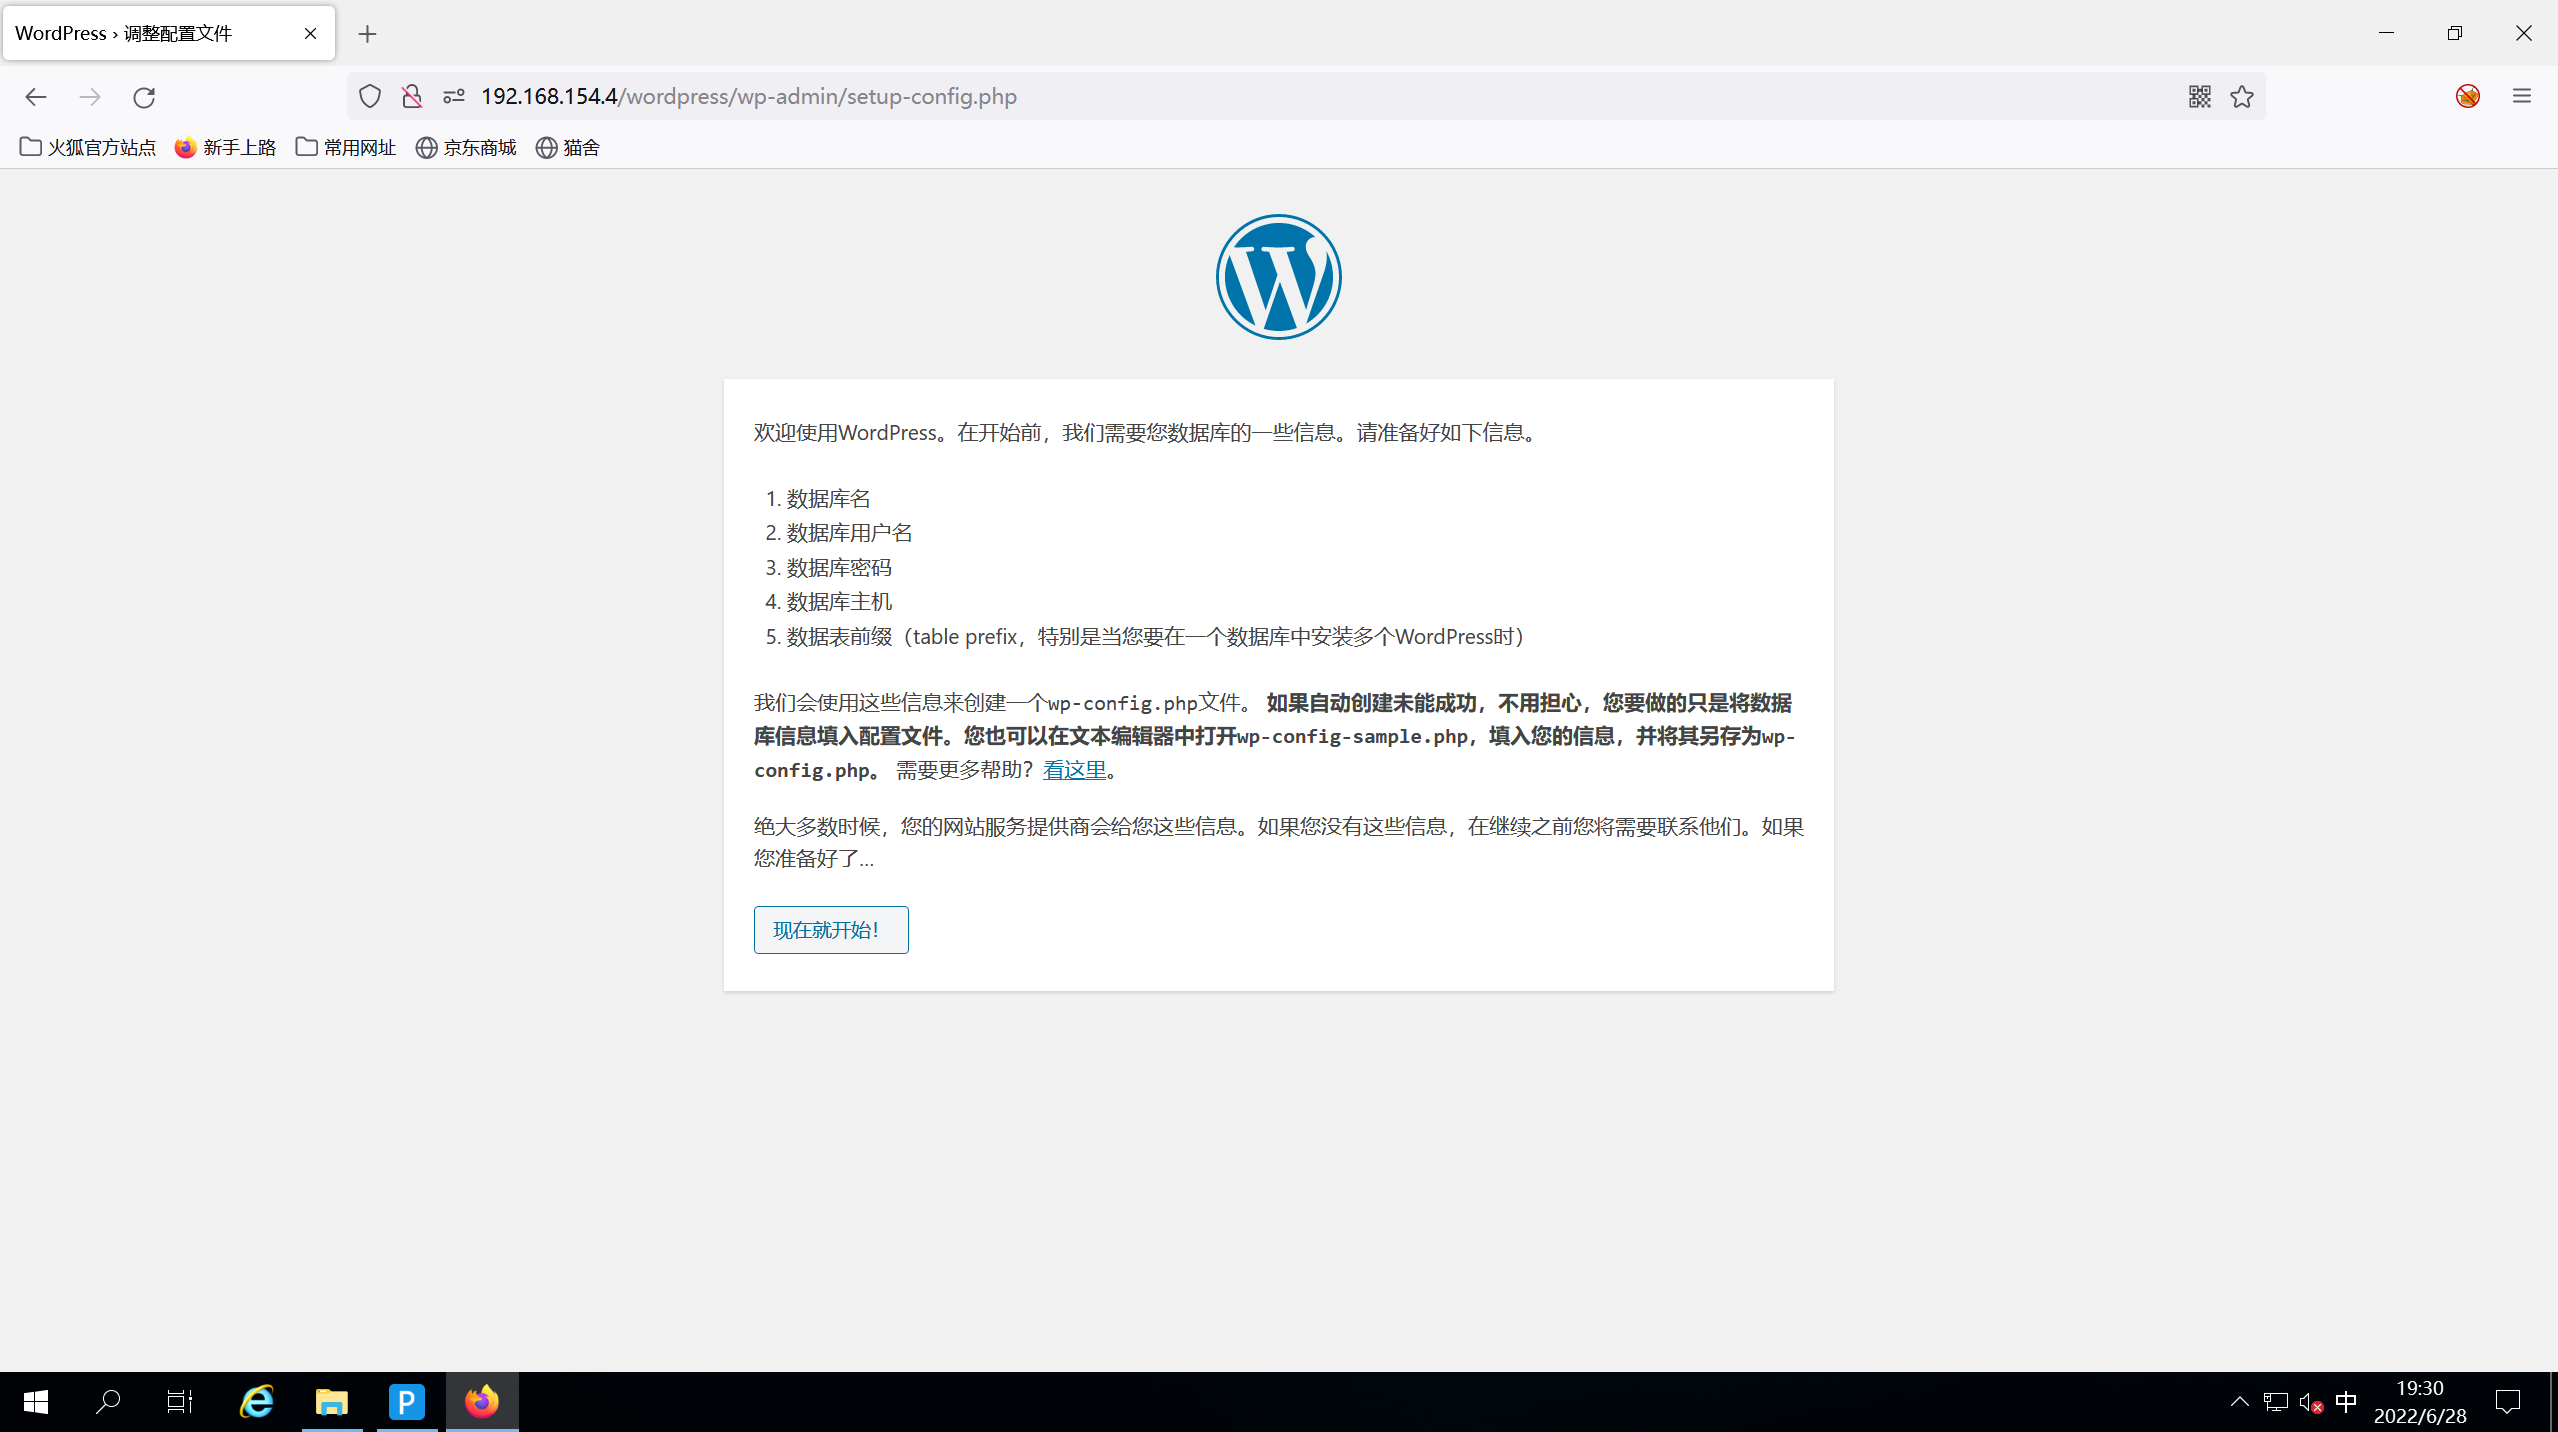 WordPress › 调整配置文件
192.168.154.4/wordpress/wp-admin/setup-config.php
火狐官方站点 新手上路 常用网址 京东商城 猫舍
欢迎使用WordPress。在开始前，我们需要您数据库的一些信息。请准备好如下信息。
1. 数据库名
2. 数据库用户名
3. 数据库密码
4. 数据库主机
5. 数据表前缀（table prefix，特别是当您要在一个数据库中安装多个WordPress时）
我们会使用这些信息来创建一个wp-config.php文件。 如果自动创建未能成功，不用担心，您要做的只是将数据
库信息填入配置文件。您也可以在文本编辑器中打开wp-config-sample.php，填入您的信息，并将其另存为wp-
config.php。 需要更多帮助？看这里。
绝大多数时候，您的网站服务提供商会给您这些信息。如果您没有这些信息，在继续之前您将需要联系他们。如果
您准备好了…
现在就开始！
中
19:30
2022/6/28